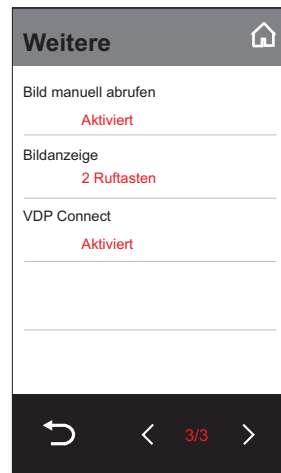 Weitere
Bild manuell abrufen
Aktiviert
Bildanzeige
2 Ruftasten
VDP Connect
Aktiviert
3/3